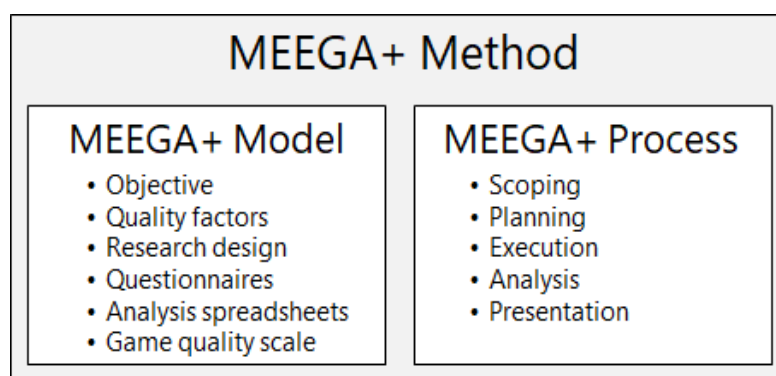 MEEGA+ Method
MEEGA+ Model
• Objective
• Quality factors
• Research design
• Questionnaires
• Analysis spreadsheets
• Game quality scale
MEEGA+ Process
• Scoping
• Planning
• Execution
• Analysis
• Presentation